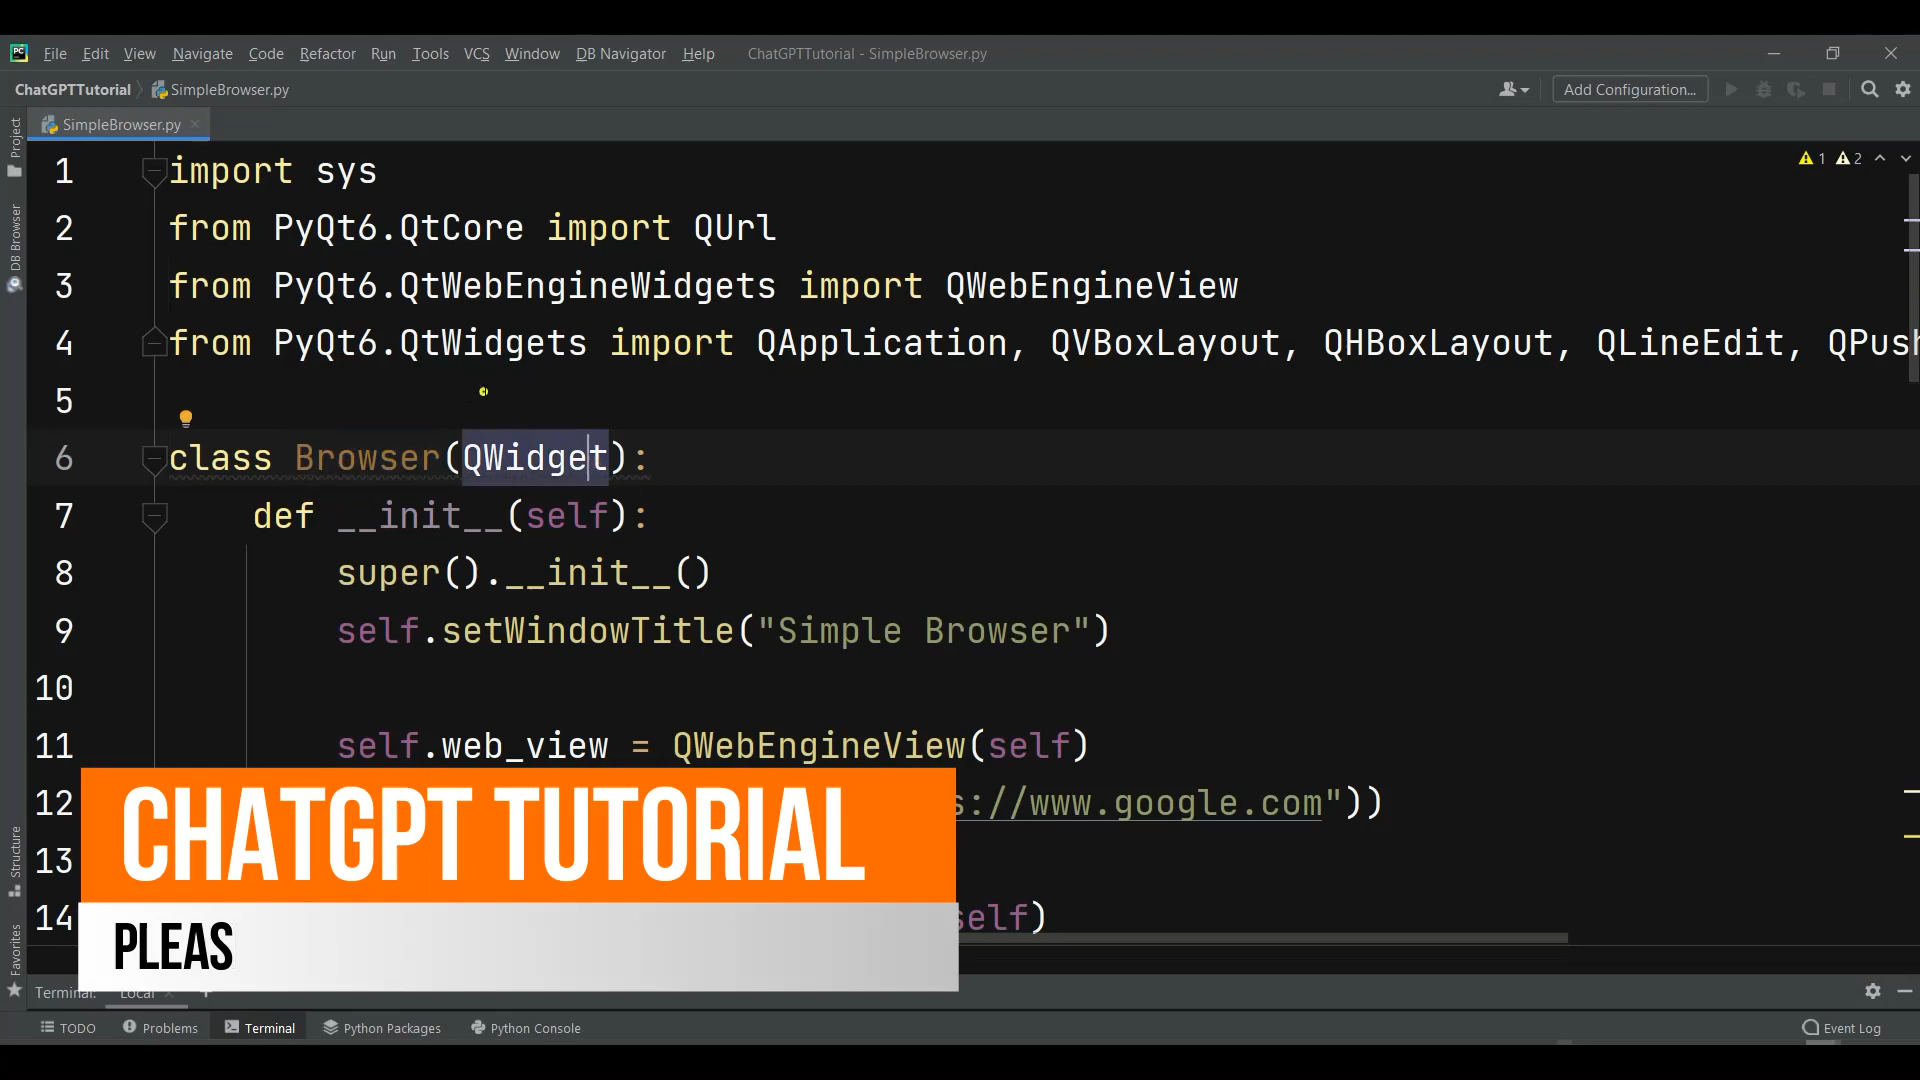 File Edit View Navigate Code Refactor Run Tools VCS Window DB Navigator Help ChatGPTTutorial - SimpleBrowser.py
ChatGPTTutorial SimpleBrowser.py Add Configuration...
SimpleBrowser.py
Project
DB Browser
Structure
Favorites
1 2
1 import sys
2 from PyQt6.QtCore import QUrl
3 from PyQt6.QtWebEngineWidgets import QWebEngineView
4 from PyQt6.QtWidgets import QApplication, QVBoxLayout, QHBoxLayout, QLineEdit, QPush
5
6 class Browser(QWidget):
7 def __init__(self):
8 super().__init__()
9 self.setWindowTitle("Simple Browser")
10
11 self.web_view = QWebEngineView(self)
12 s://www.google.com"))
13
14 self)
CHATGPT TUTORIAL
PLEAS
Terminal: Local
TODO Problems Terminal Python Packages Python Console Event Log